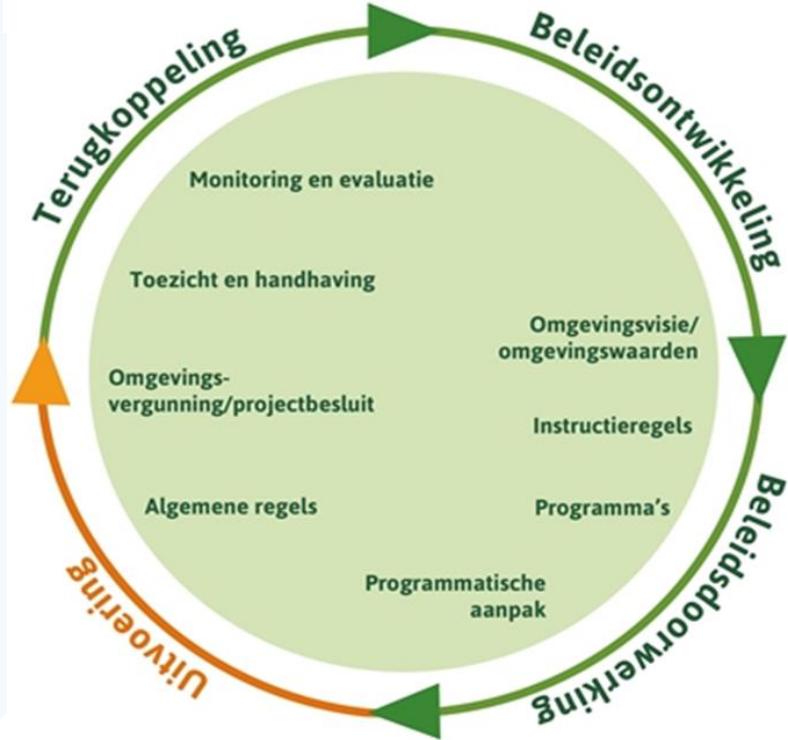 Terugkoppeling
Beleidsontwikkeling
Monitoring en evaluatie
Toezicht en handhaving
Omgevingsvisie/
omgevingswaarden
Omgevings-
vergunning/projectbesluit
Instructieregels
Algemene regels
Programma's
Programmatische
aanpak
Beleidsdoorwerking
Uitvoering